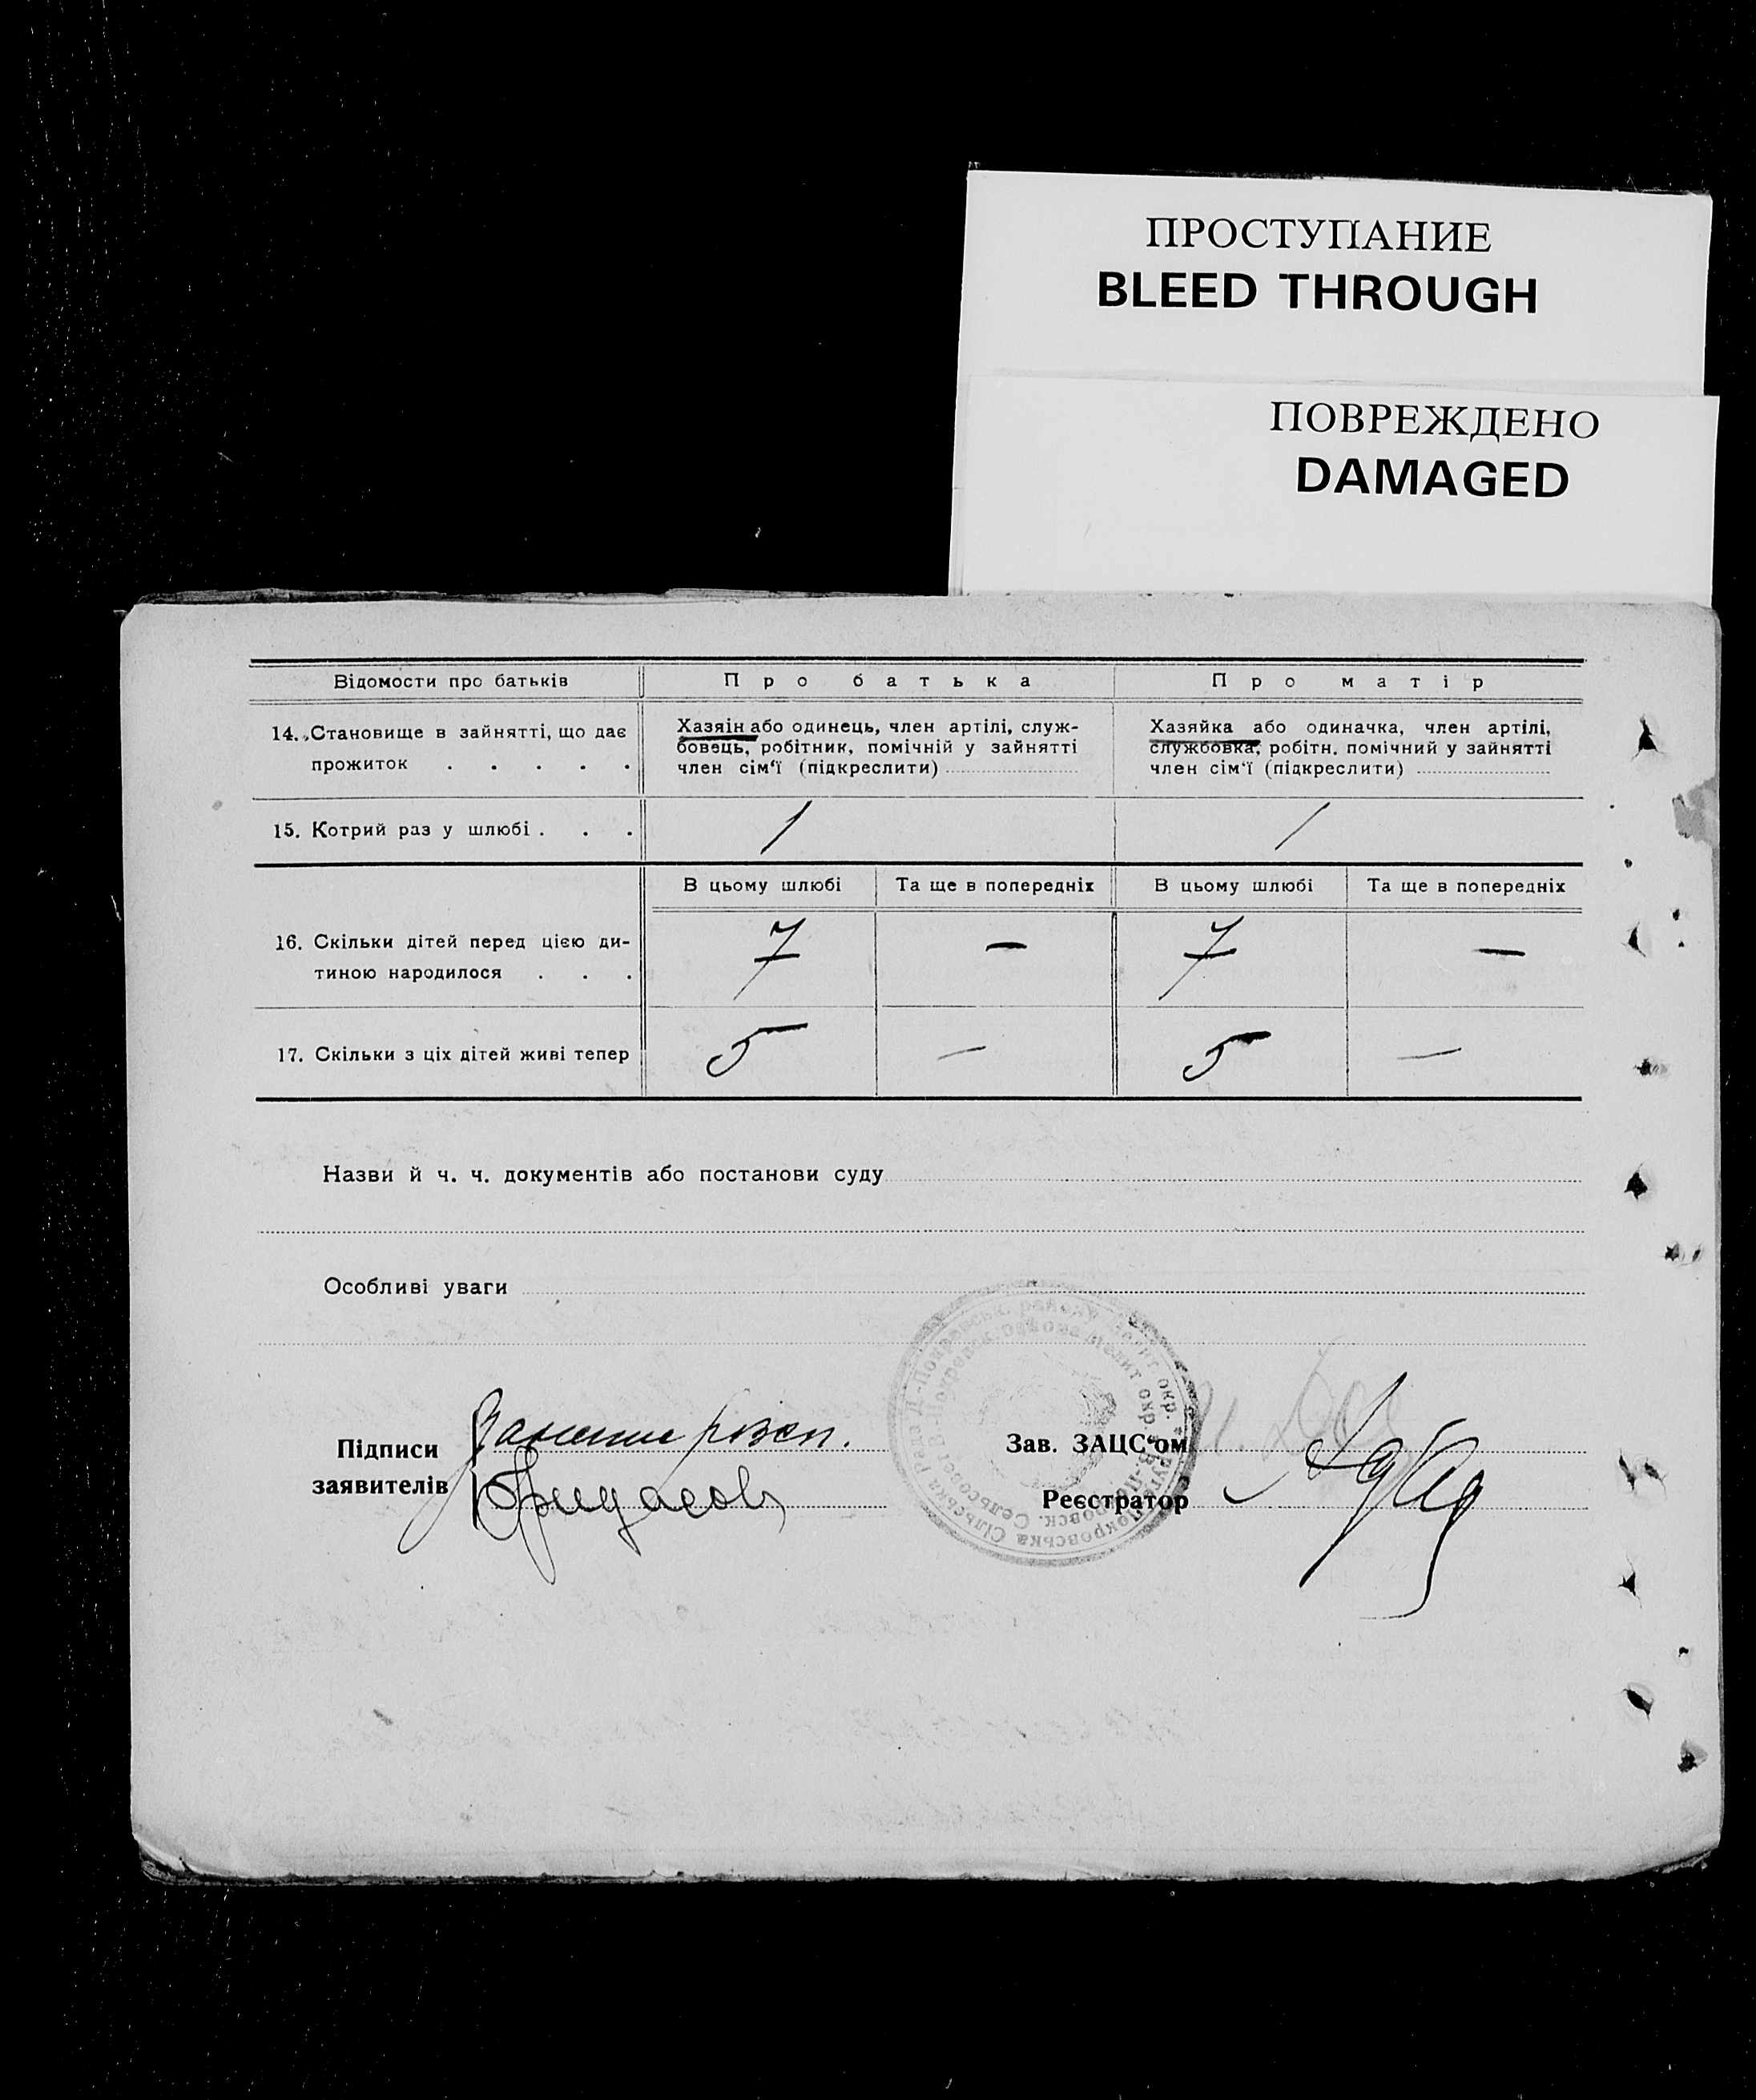 ПРОСТУПАНИЕ
BLEED THROUGH
ПОВРЕЖДЕНО
DAMAGED
Відомости про батьків Про батька Про матір
14. Становище в зайнятті, що дає
прожиток . . . . .
Хазяїн або одинець, член артілі, служ-
бовець, робітник, помічній у зайнятті
член сім'ї (підкреслити)
Хазяйка або одиначка, член артілі,
службовка, робітн. помічний у зайнятті
член сім'ї (підкреслити)
15. Котрий раз у шлюбі . . . 1 1
В цьому шлюбі Та ще в попередніх В цьому шлюбі Та ще в попередніх
16. Скільки дітей перед цією ди-
тиною народилося . . . 7 — 7 —
17. Скільки з ціх дітей живі тепер 5 — 5 —
Назви й ч. ч. документів або постанови суду
Особливі уваги
Підписи
заявителів
Зав. ЗАЦС'ом
Реєстратор